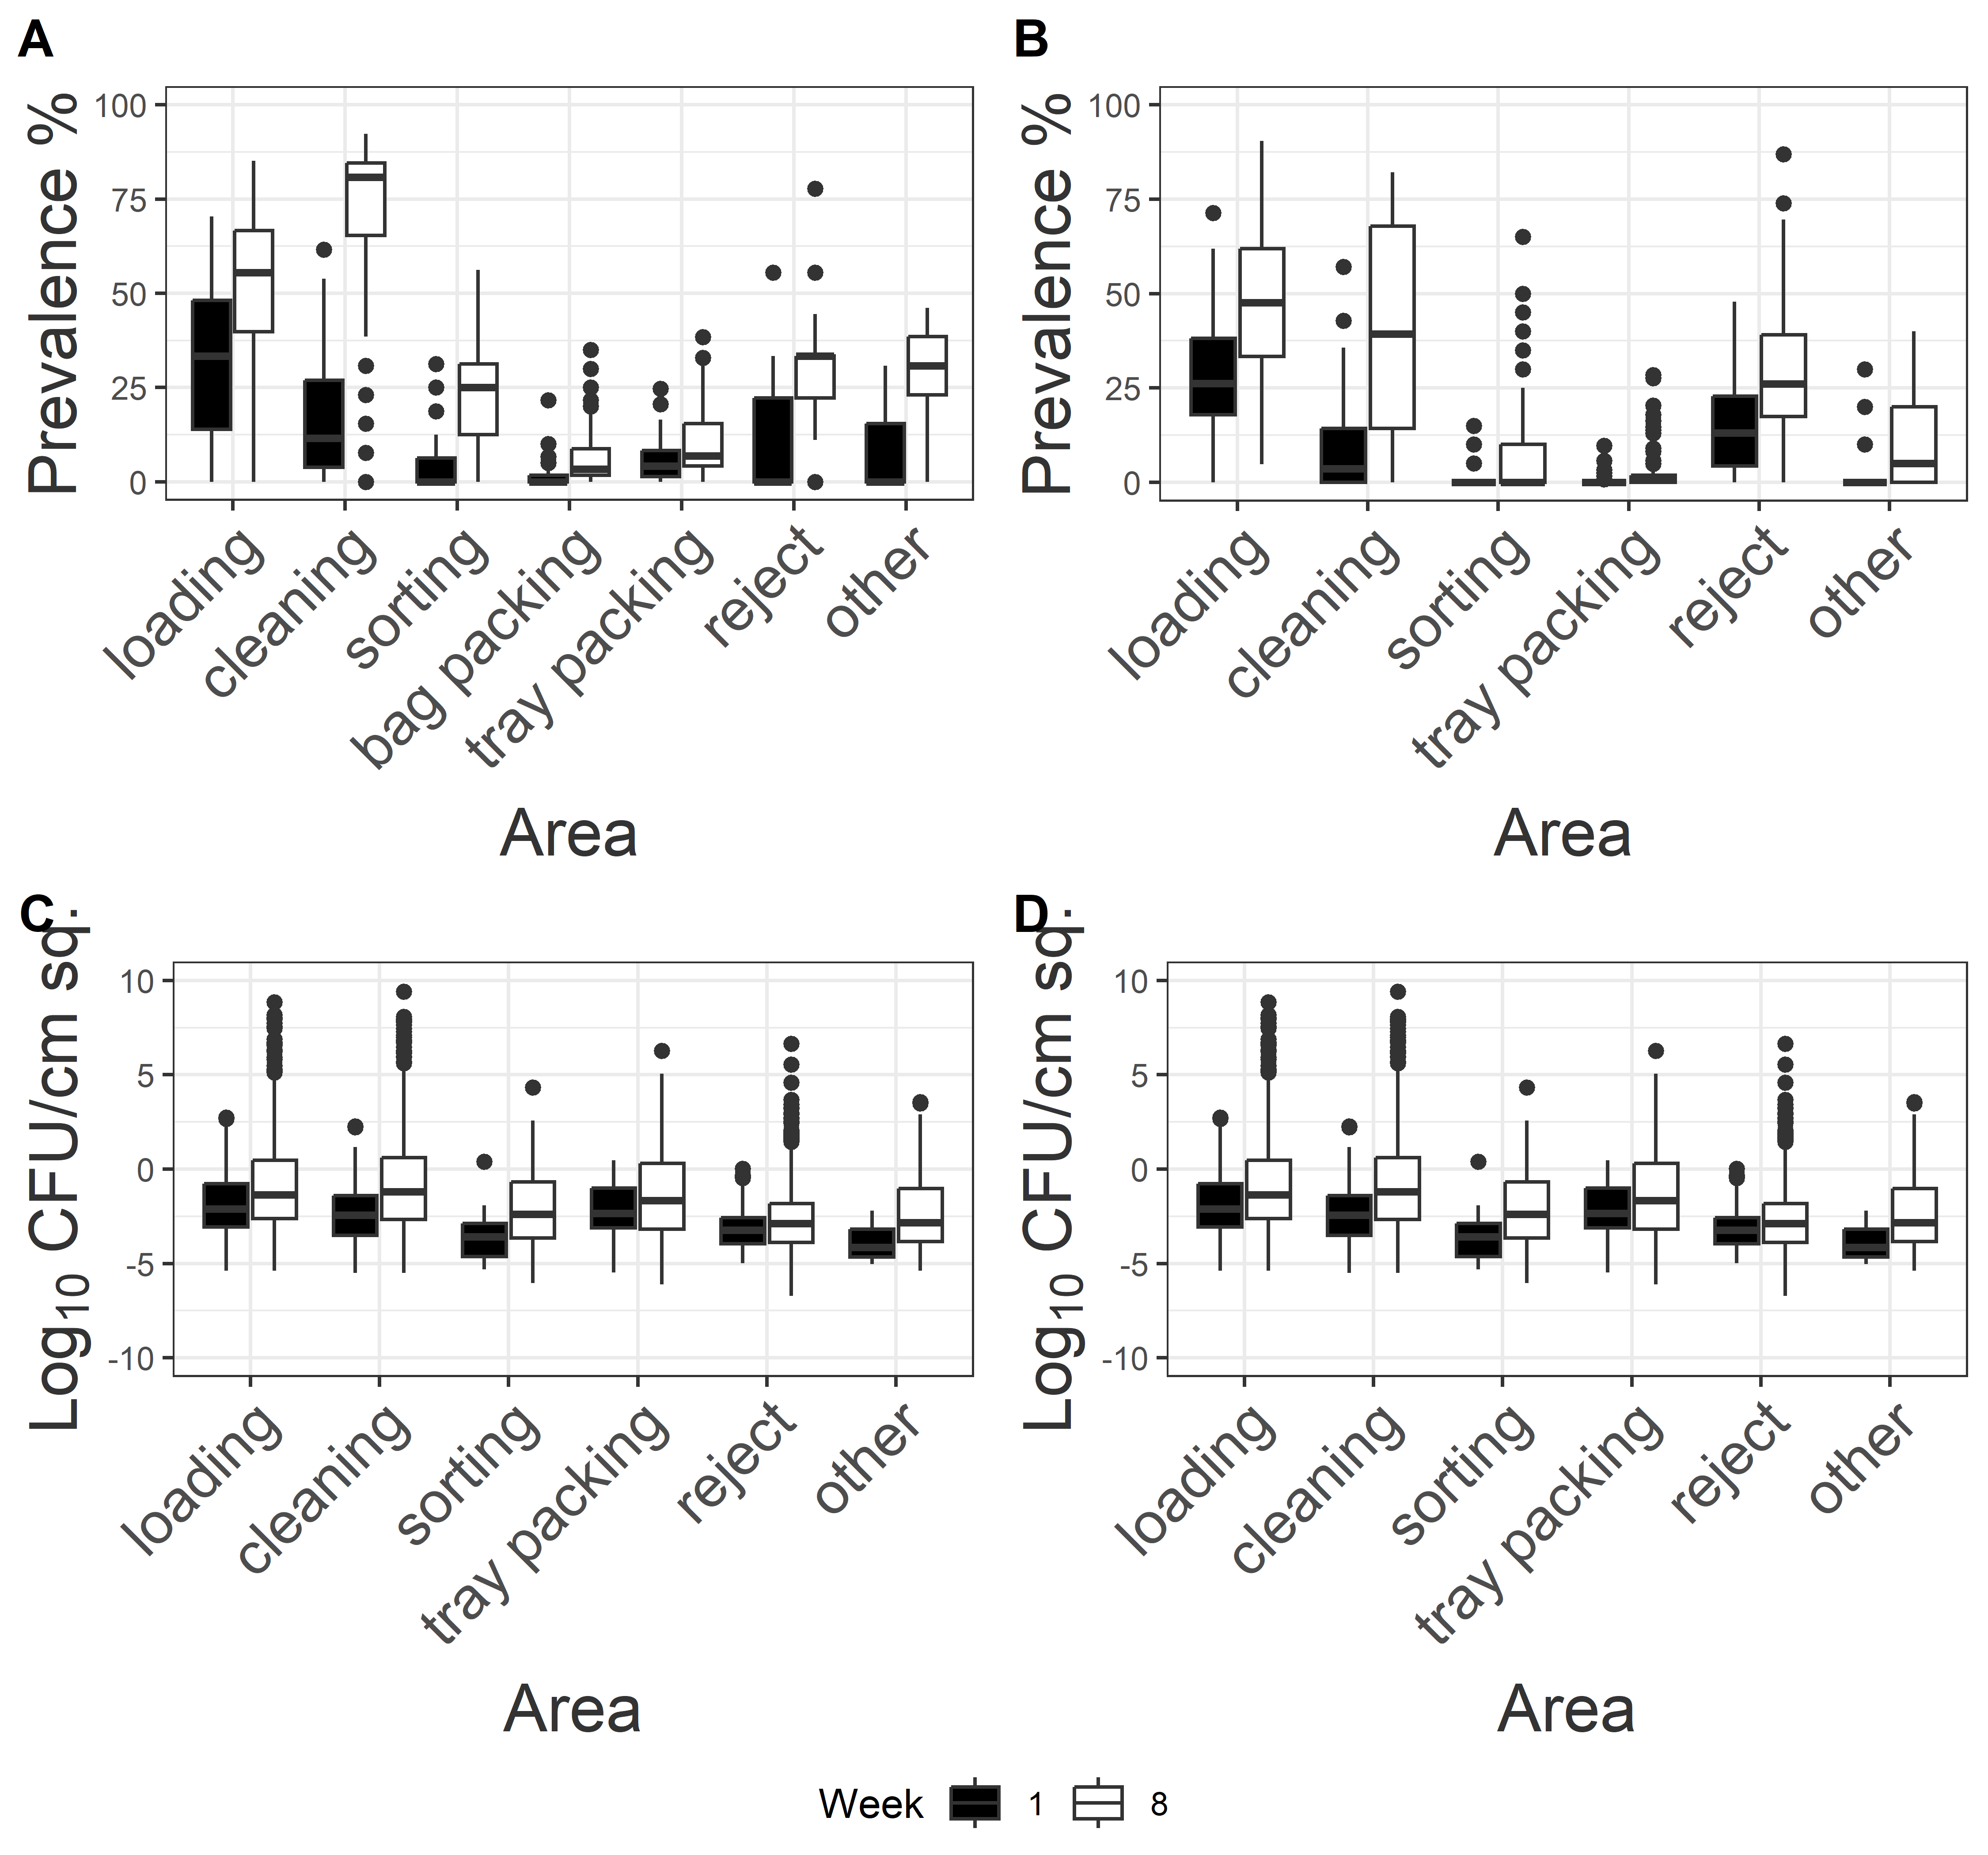 A
Prevalence %
100
75
50
25
0
loading
cleaning
sorting
bag packing
tray packing
reject
other
Area
B
Prevalence %
100
75
50
25
0
loading
cleaning
sorting
tray packing
reject
other
Area
C
Log10 CFU/cm sq.
10
5
0
-5
-10
loading
cleaning
sorting
tray packing
reject
other
Area
D
Log10 CFU/cm sq.
10
5
0
-5
-10
loading
cleaning
sorting
tray packing
reject
other
Area
Week 1 8